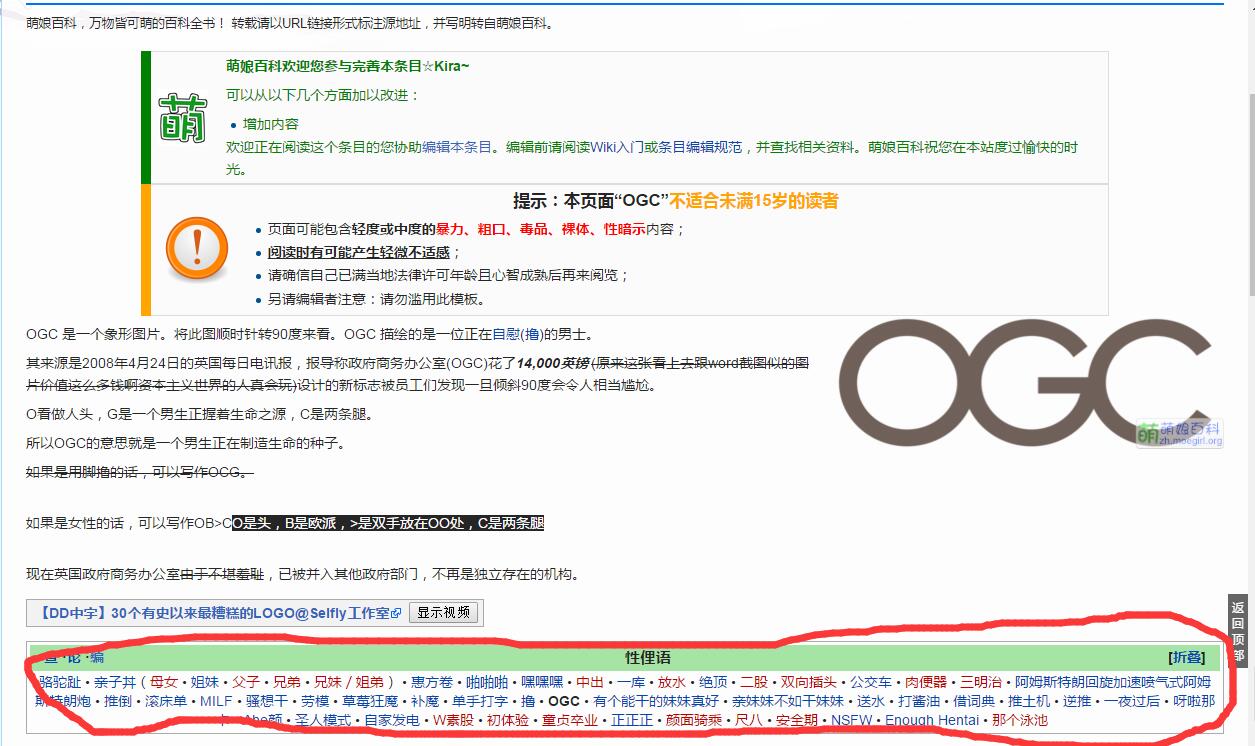 萌娘百科，万物皆可萌的百科全书！ 转载请以URL链接形式标注源地址，并写明转自萌娘百科。
萌娘百科欢迎您参与完善本条目☆Kira~
可以从以下几个方面加以改进：
增加内容
欢迎正在阅读这个条目的您协助编辑本条目。编辑前请阅读Wiki入门或条目编辑规范，并查找相关资料。萌娘百科祝您在本站度过愉快的时
光。
萌
提示：本页面“OGC”不适合未满15岁的读者
页面可能包含轻度或中度的暴力、粗口、毒品、裸体、性暗示内容；
阅读时有可能产生轻微不适感；
请确信自己已满当地法律许可年龄且心智成熟后再来阅览；
另请编辑者注意：请勿滥用此模板。
OGC 是一个象形图片。将此图顺时针转90度来看。OGC 描绘的是一位正在自慰(撸)的男士。
其来源是2008年4月24日的英国每日电讯报，报导称政府商务办公室(OGC)花了14,000英镑(原来这张看上去跟word截图似的图
片价值这么多钱啊资本主义世界的人真会玩)设计的新标志被员工们发现一旦倾斜90度会令人相当尴尬。
O看做人头，G是一个男生正握着生命之源，C是两条腿。
所以OGC的意思就是一个男生正在制造生命的种子。
如果是用脚撸的话，可以写作OCG。
OGC
萌娘百科
zh.moegirl.org
如果是女性的话，可以写作OB>CO是头，B是欧派，>是双手放在OO处，C是两条腿
现在英国政府商务办公室由于不堪羞耻，已被并入其他政府部门，不再是独立存在的机构。
【DD中字】30个有史以来最糟糕的LOGO@Selfly工作室 显示视频
返回顶部
查·论·编 性俚语 [折叠]
骆驼趾・亲子丼（母女・姐妹・父子・兄弟・兄妹/姐弟）・惠方卷・啪啪啪・嘿嘿嘿・中出・一库・放水・绝顶・二股・双向插头・公交车・肉便器・三明治・阿姆斯特朗回旋加速喷气式阿姆
斯特朗炮・推倒・滚床单・MILF・骚想干・劳模・草莓狂魔・补魔・单手打字・撸・OGC・有个能干的妹妹真好・亲妹妹不如干妹妹・送水・打酱油・借词典・推土机・逆推・一夜过后・呀啦那
卡・Ahe颜・圣人模式・自家发电・W素股・初体验・童贞卒业・正正正・颜面骑乘・尺八・安全期・NSFW・Enough Hentai・那个泳池